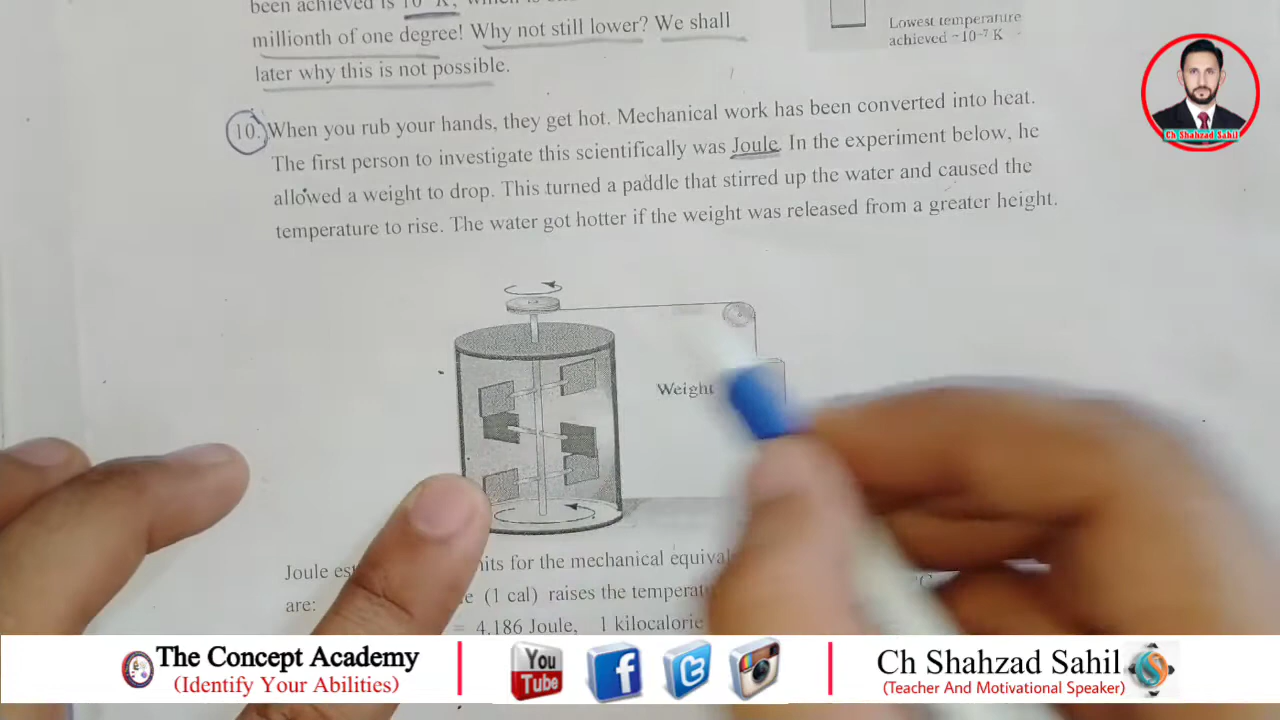 been achieved is 10 K,
millionth of one degree! Why not still lower? We shall
later why this is not possible.
Lowest temperature
achieved ~10⁻⁷ K
Ch Shahzad Sahil
10. When you rub your hands, they get hot. Mechanical work has been converted into heat.
The first person to investigate this scientifically was Joule. In the experiment below, he
allowed a weight to drop. This turned a paddle that stirred up the water and caused the
temperature to rise. The water got hotter if the weight was released from a greater height.
Weight
Joule for the mechanical
are: (1 cal) raises the
= 4.186 Joule, 1 kilocalorie
The Concept Academy
(Identify Your Abilities)
You
Tube
Ch Shahzad Sahil
(Teacher And Motivational Speaker)